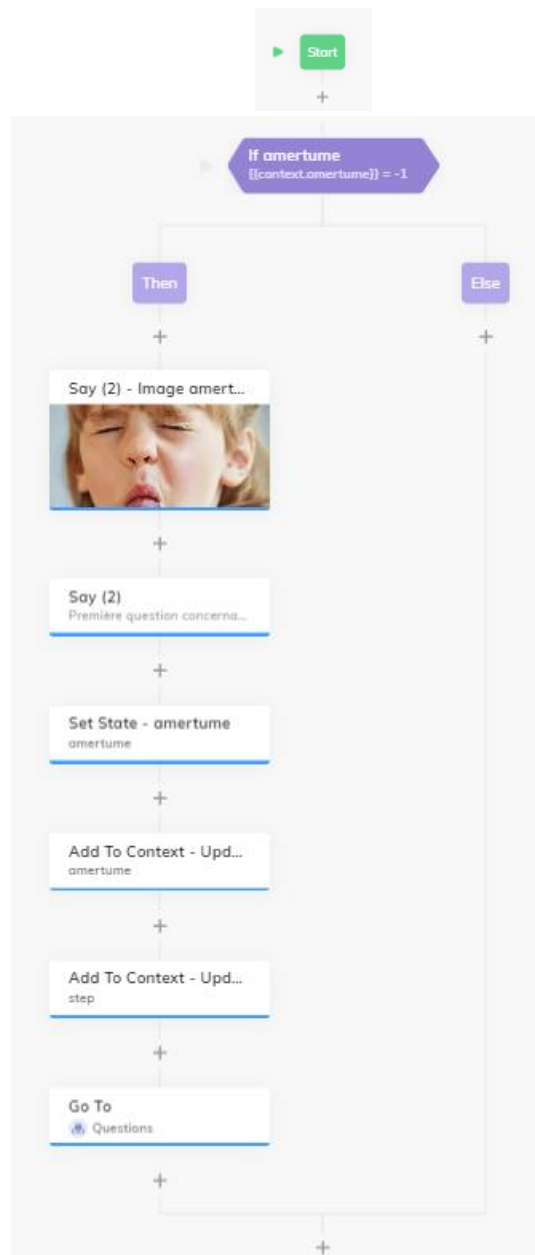 Start
If amertume
{{context.amertume}} = -1
Then
Else
Say (2) - Image amert...
Say (2)
Première question concerna...
Set State - amertume
amertume
Add To Context - Upd...
amertume
Add To Context - Upd...
step
Go To
Questions